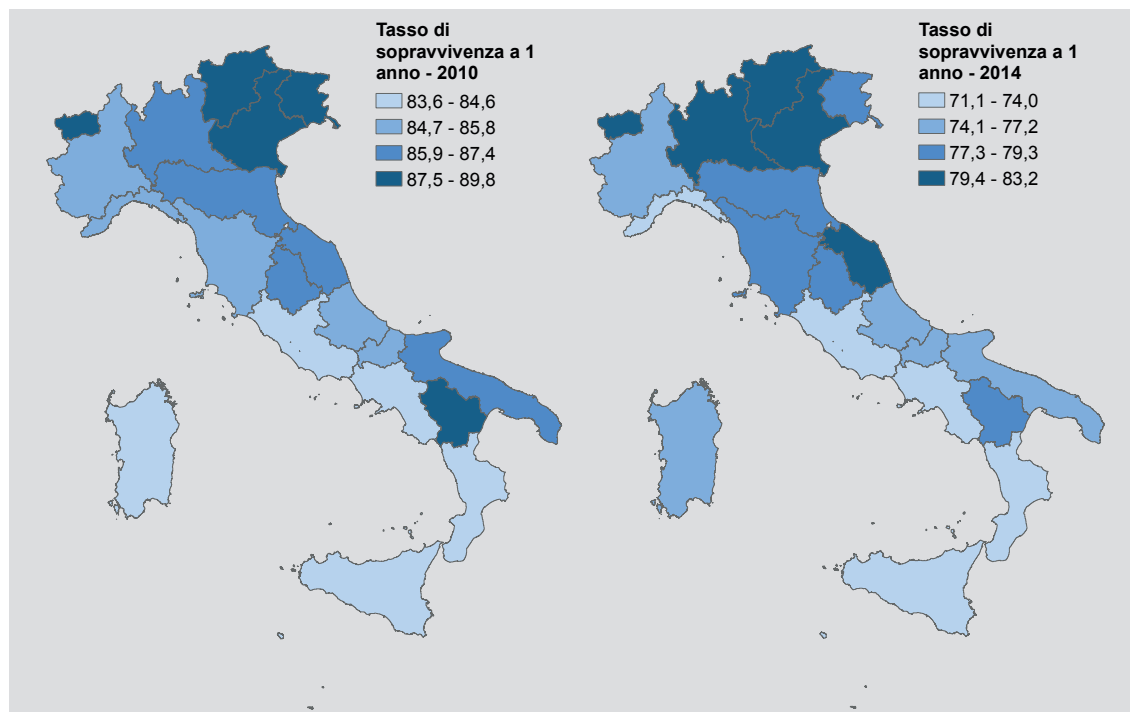 Tasso di
sopravvivenza a 1
anno - 2010
83,6 - 84,6
84,7 - 85,8
85,9 - 87,4
87,5 - 89,8
Tasso di
sopravvivenza a 1
anno - 2014
71,1 - 74,0
74,1 - 77,2
77,3 - 79,3
79,4 - 83,2